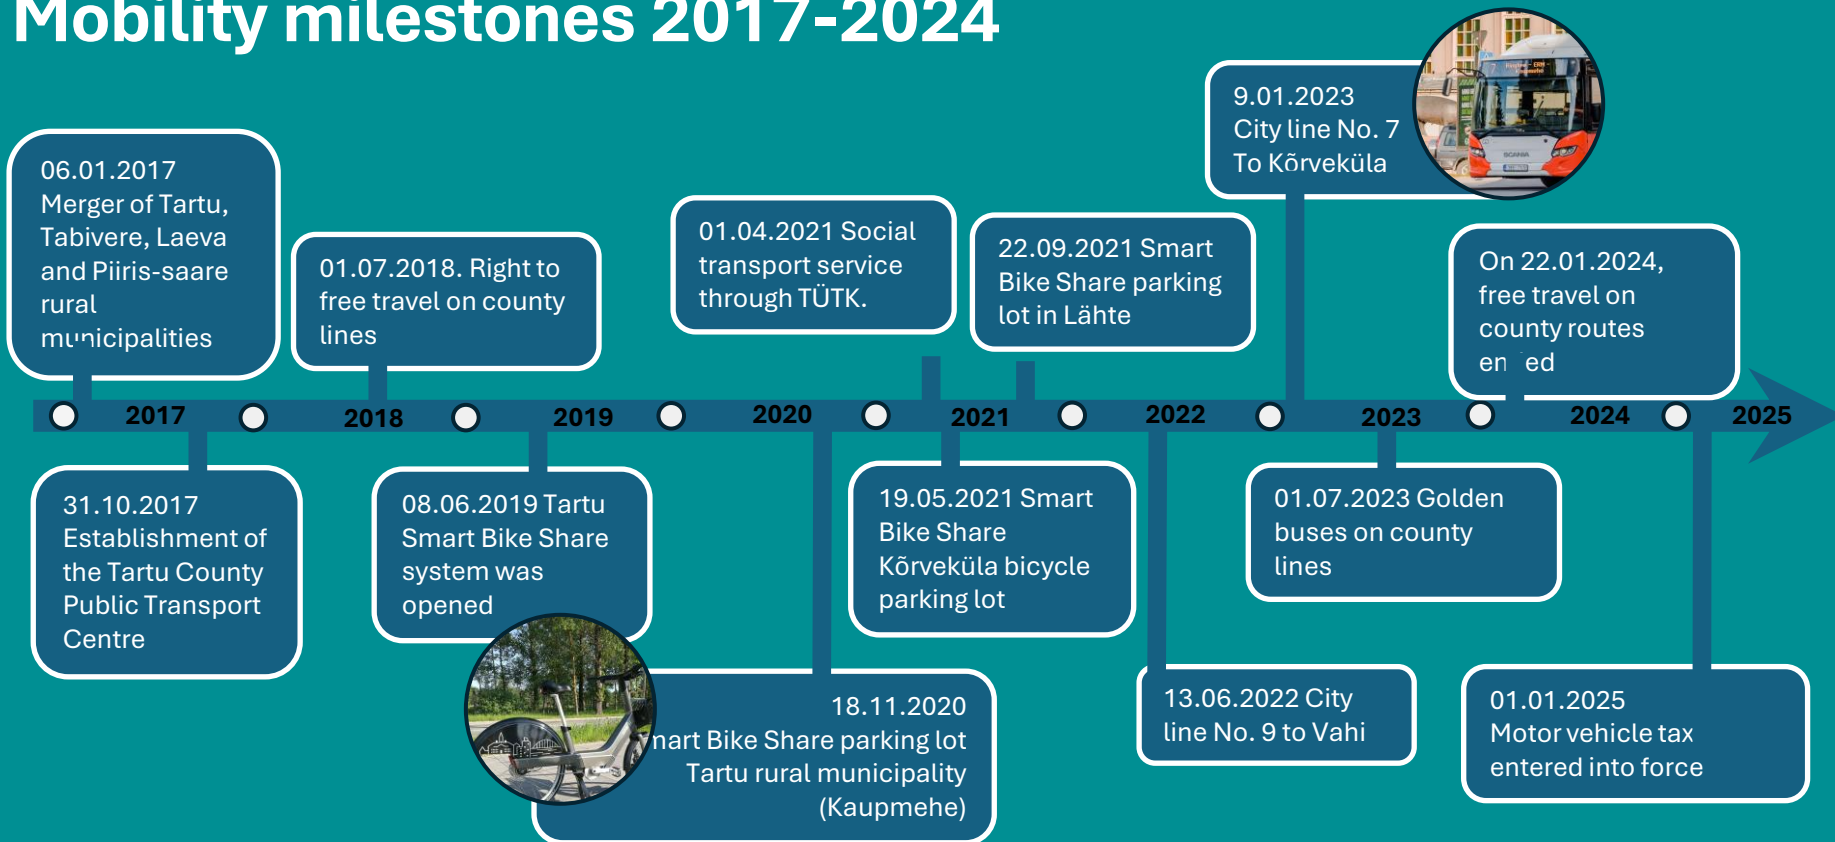 Mobility milestones 2017-2024
9.01.2023
City line No. 7
To Kõrveküla
06.01.2017
Merger of Tartu,
Tabivere, Laeva
and Piiris-saare
rural
municipalities
01.07.2018. Right to
free travel on county
lines
01.04.2021 Social
transport service
through TÜTK.
22.09.2021 Smart
Bike Share parking
lot in Lähte
On 22.01.2024,
free travel on
county routes
ended
2017
2018
2019
2020
2021
2022
2023
2024
2025
31.10.2017
Establishment of
the Tartu County
Public Transport
Centre
08.06.2019 Tartu
Smart Bike Share
system was
opened
19.05.2021 Smart
Bike Share
Kõrveküla bicycle
parking lot
01.07.2023 Golden
buses on county
lines
18.11.2020
mart Bike Share parking lot
Tartu rural municipality
(Kaupmehe)
13.06.2022 City
line No. 9 to Vahi
01.01.2025
Motor vehicle tax
entered into force
SCANIA